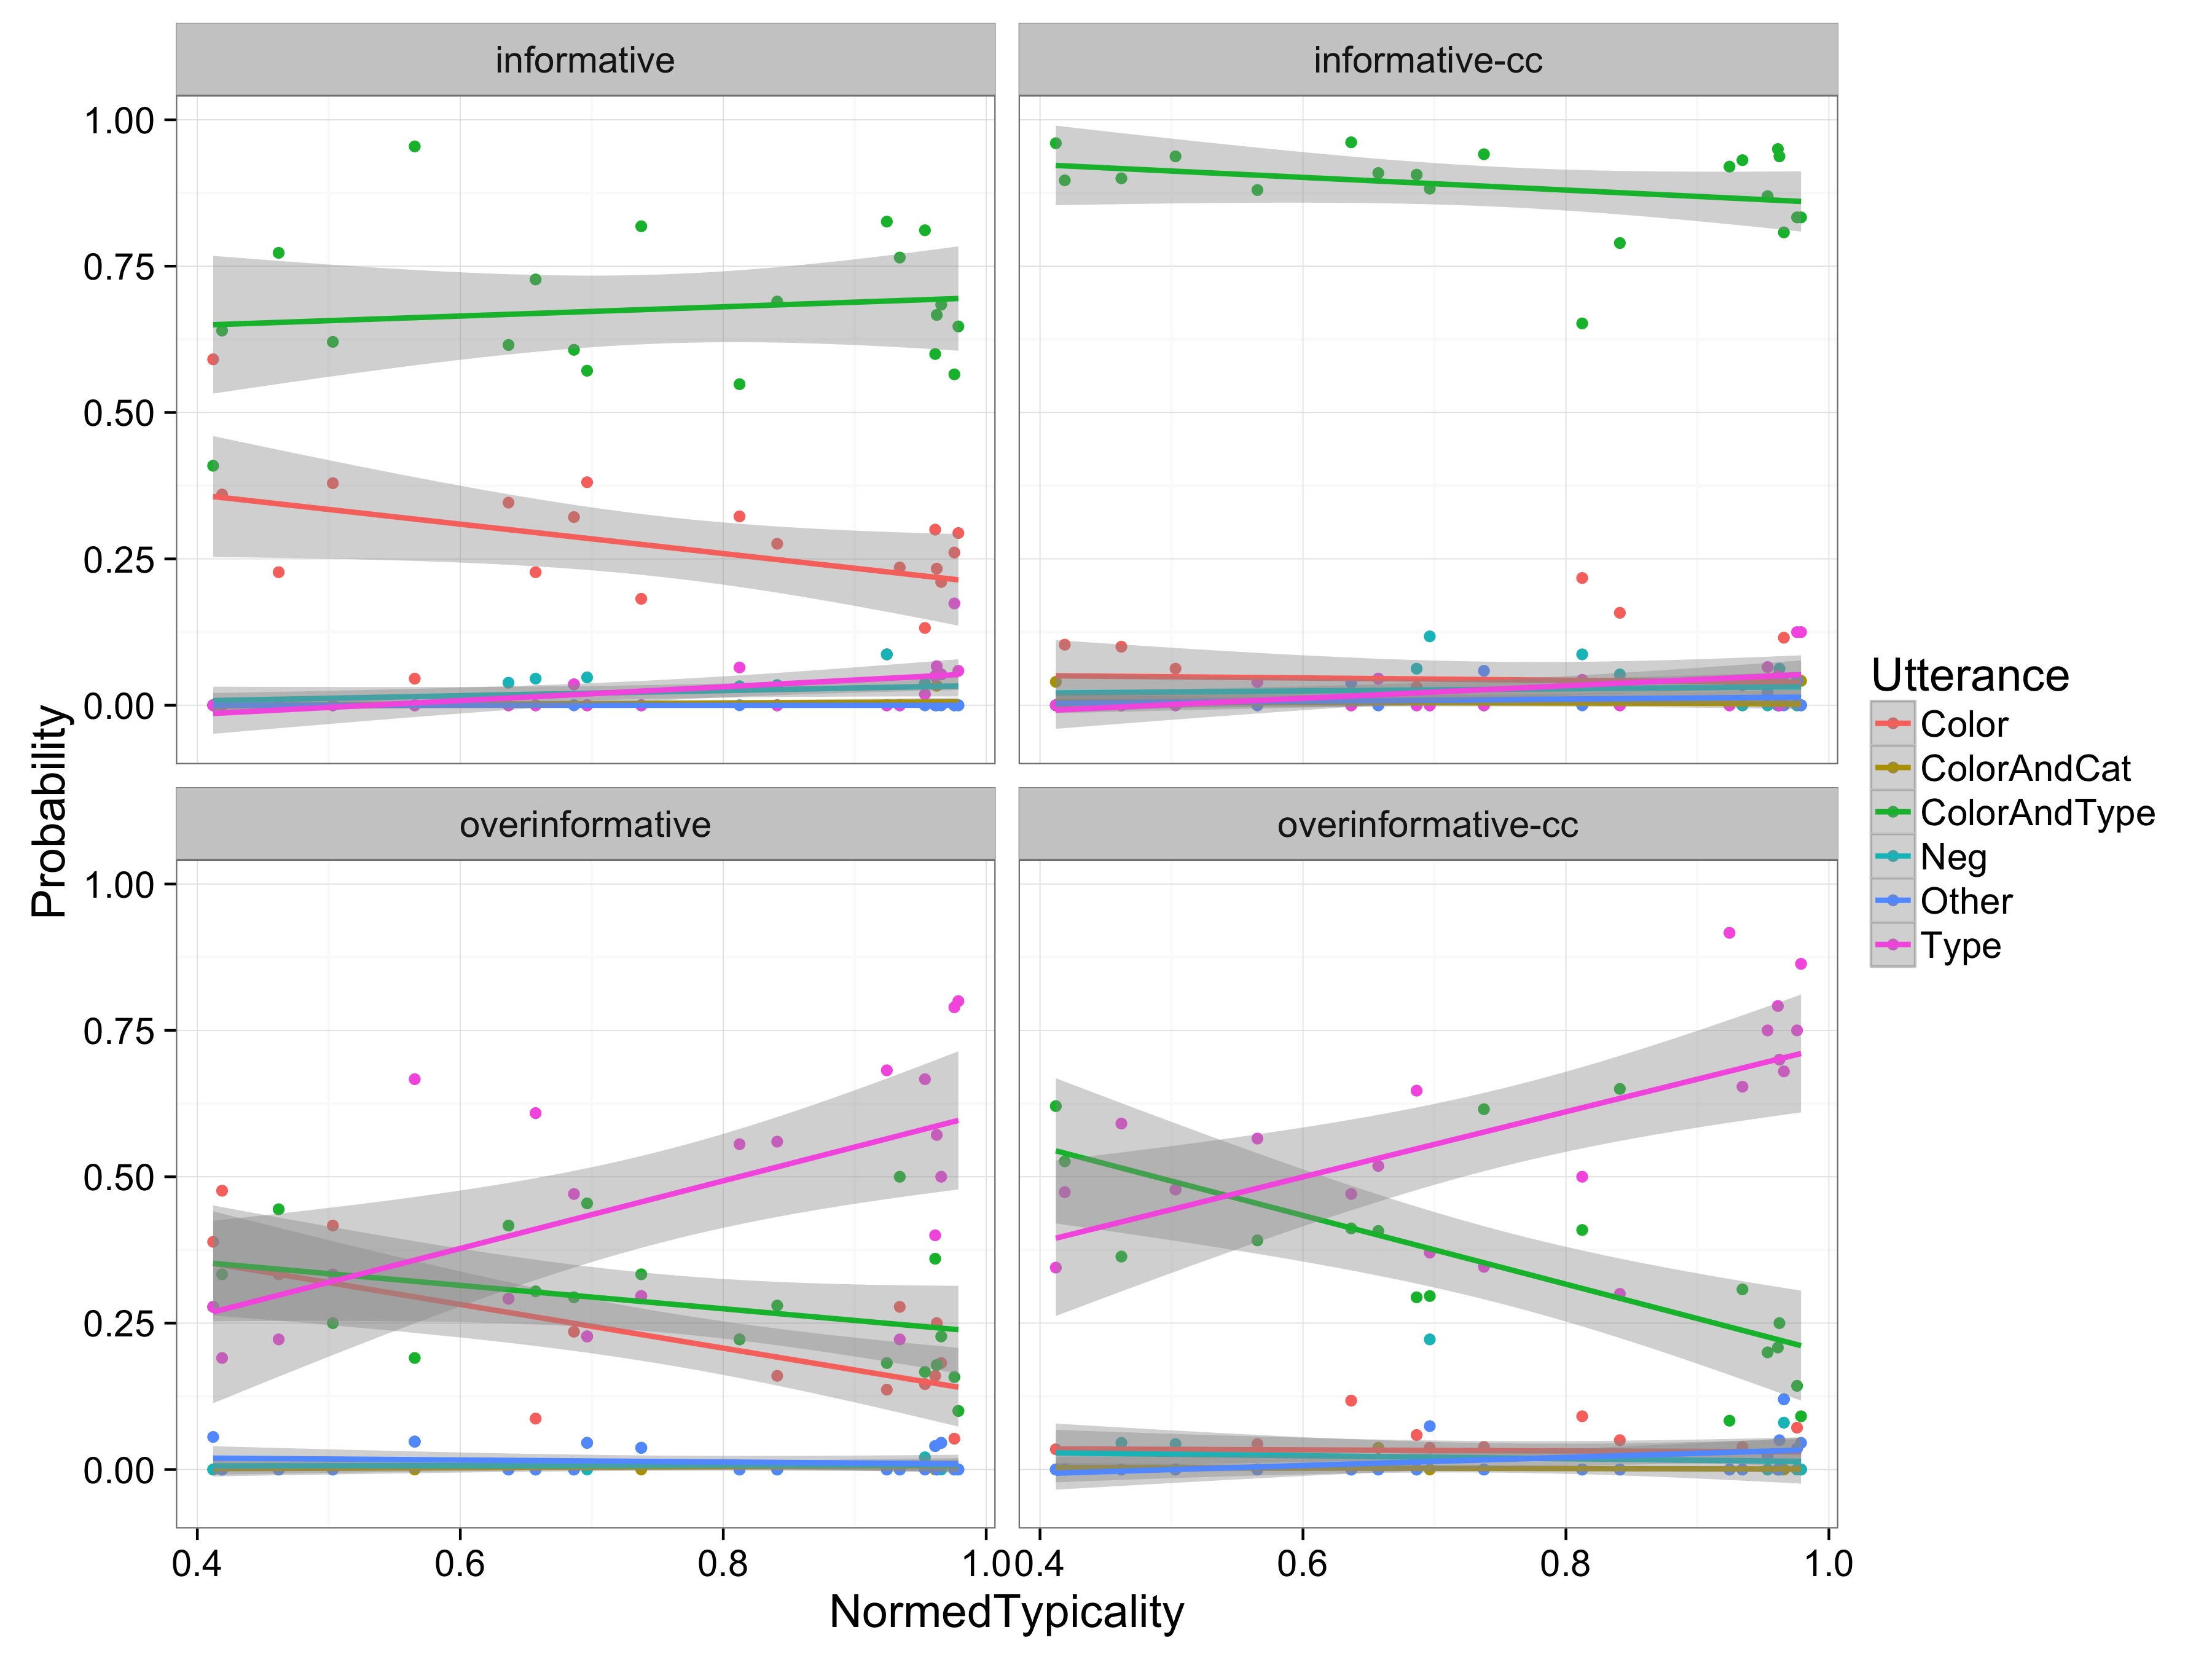 informative
informative-cc
1.00
0.75
0.50
0.25
0.00
overinformative
overinformative-cc
1.00
0.75
0.50
0.25
0.00
0.4 0.6 0.8 1.0 0.4 0.6 0.8 1.0
NormedTypicality
Probability
Utterance
Color
ColorAndCat
ColorAndType
Neg
Other
Type